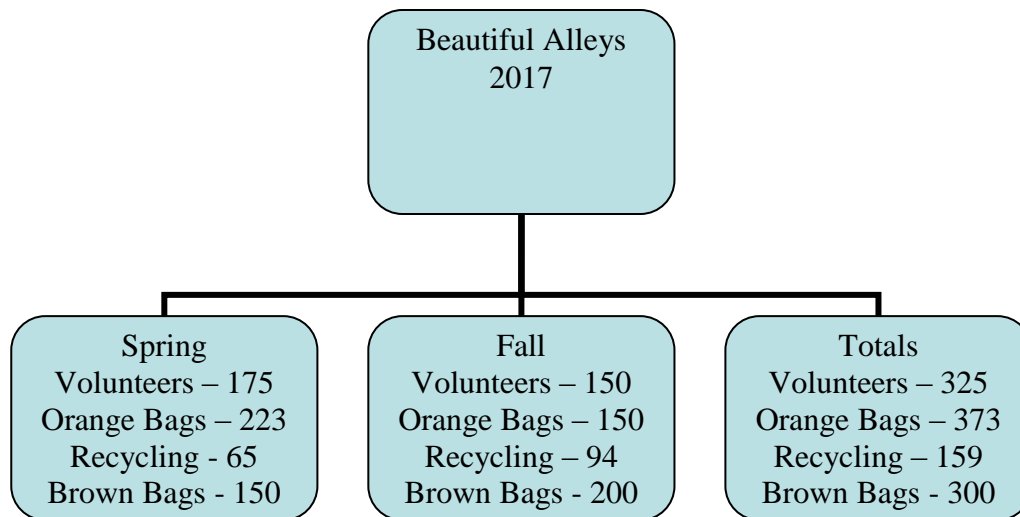 Beautiful Alleys
2017
Spring
Volunteers – 175
Orange Bags – 223
Recycling - 65
Brown Bags - 150
Fall
Volunteers – 150
Orange Bags – 150
Recycling – 94
Brown Bags - 200
Totals
Volunteers – 325
Orange Bags – 373
Recycling – 159
Brown Bags - 300